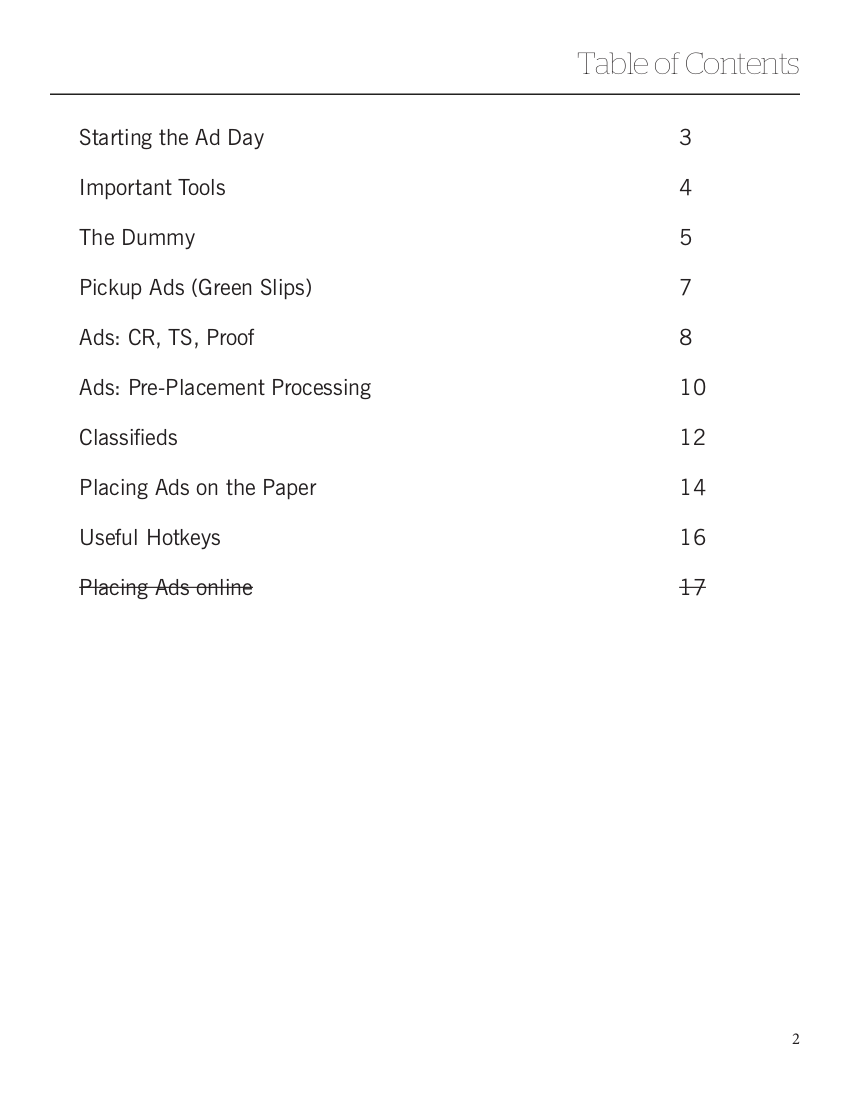 Table of Contents
Starting the Ad Day 3
Important Tools 4
The Dummy 5
Pickup Ads (Green Slips) 7
Ads: CR, TS, Proof 8
Ads: Pre-Placement Processing 10
Classifieds 12
Placing Ads on the Paper 14
Useful Hotkeys 16
Placing Ads online 17
2